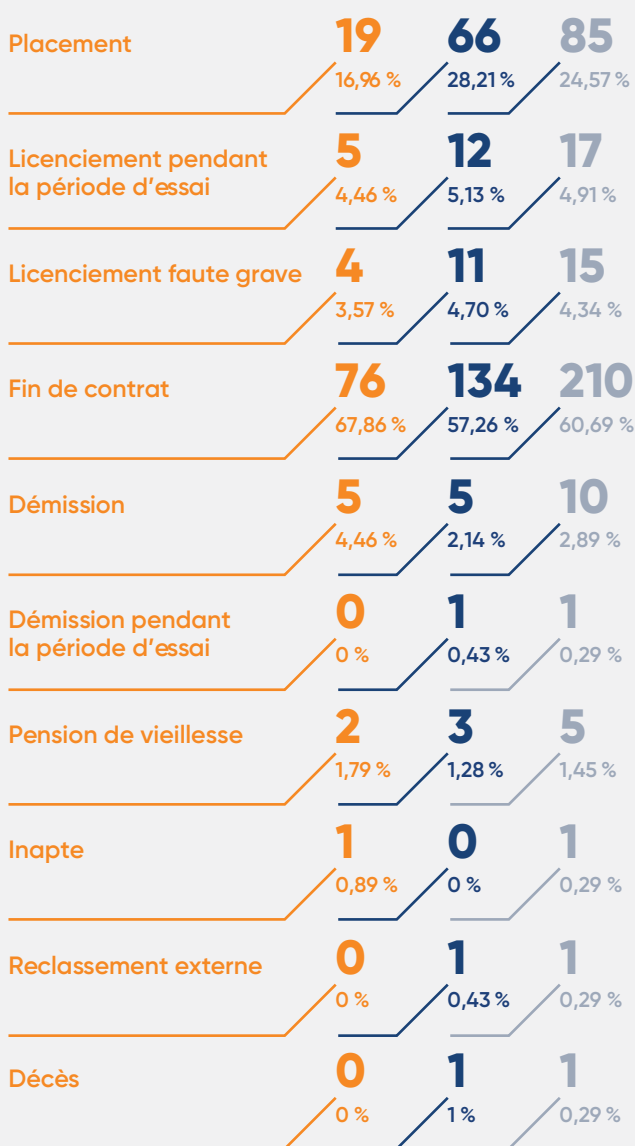 Placement 19 66 85
16,96 % 28,21 % 24,57 %
Licenciement pendant
la période d’essai
5 12 17
4,46 % 5,13 % 4,91 %
Licenciement faute grave 4 11 15
3,57 % 4,70 % 4,34 %
Fin de contrat 76 134 210
67,86 % 57,26 % 60,69 %
Démission 5 5 10
4,46 % 2,14 % 2,89 %
Démission pendant
la période d’essai
0 1 1
0 % 0,43 % 0,29 %
Pension de vieillesse 2 3 5
1,79 % 1,28 % 1,45 %
Inapte 1 0 1
0,89 % 0 % 0,29 %
Reclassement externe 0 1 1
0 % 0,43 % 0,29 %
Décès 0 1 1
0 % 1 % 0,29 %